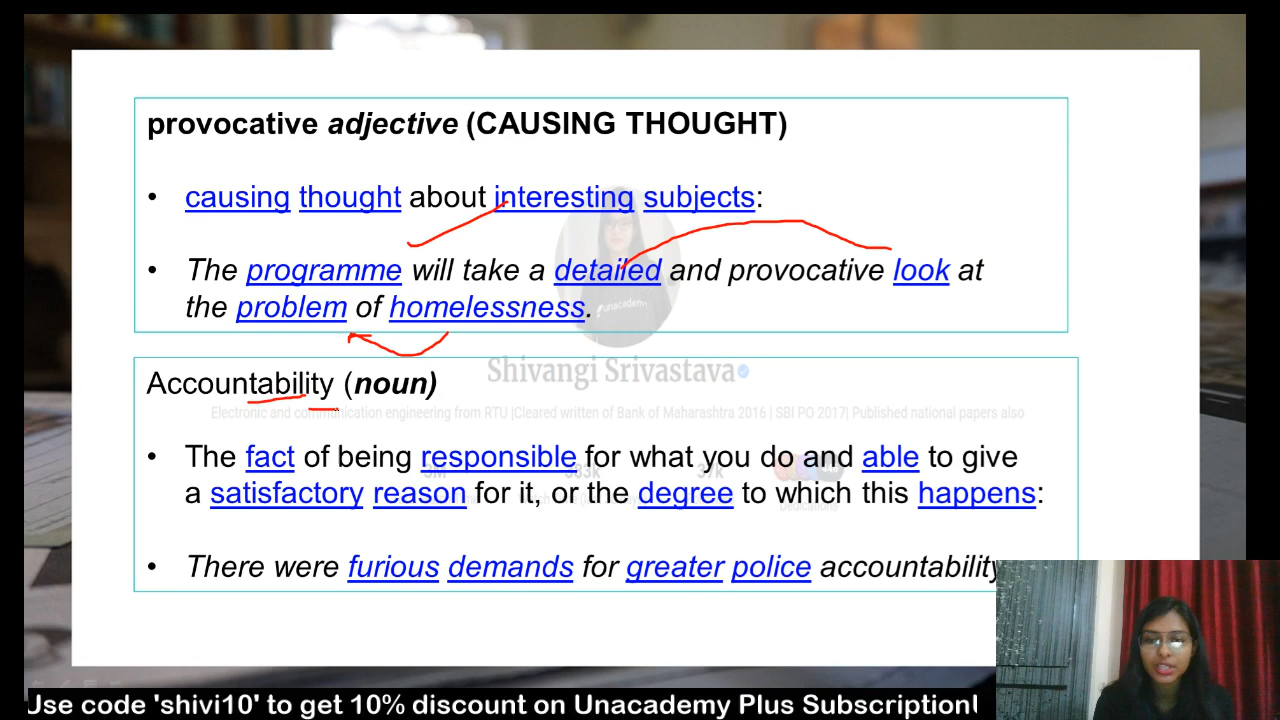 provocative adjective (CAUSING THOUGHT)
• causing thought about interesting subjects:
• The programme will take a detailed and provocative look at
the problem of homelessness.
unacademy
Accountability (noun)
Shivangi Srivastava
Electronic and communication engineering from RTU |Cleared written of Bank of Maharashtra 2016 | SBI PO 2017| Published national papers also
• The fact of being responsible for what you do and able to give
a satisfactory reason for it, or the degree to which this happens:
Dedications
• There were furious demands for greater police accountability
Use code 'shivi10' to get 10% discount on Unacademy Plus Subscription!